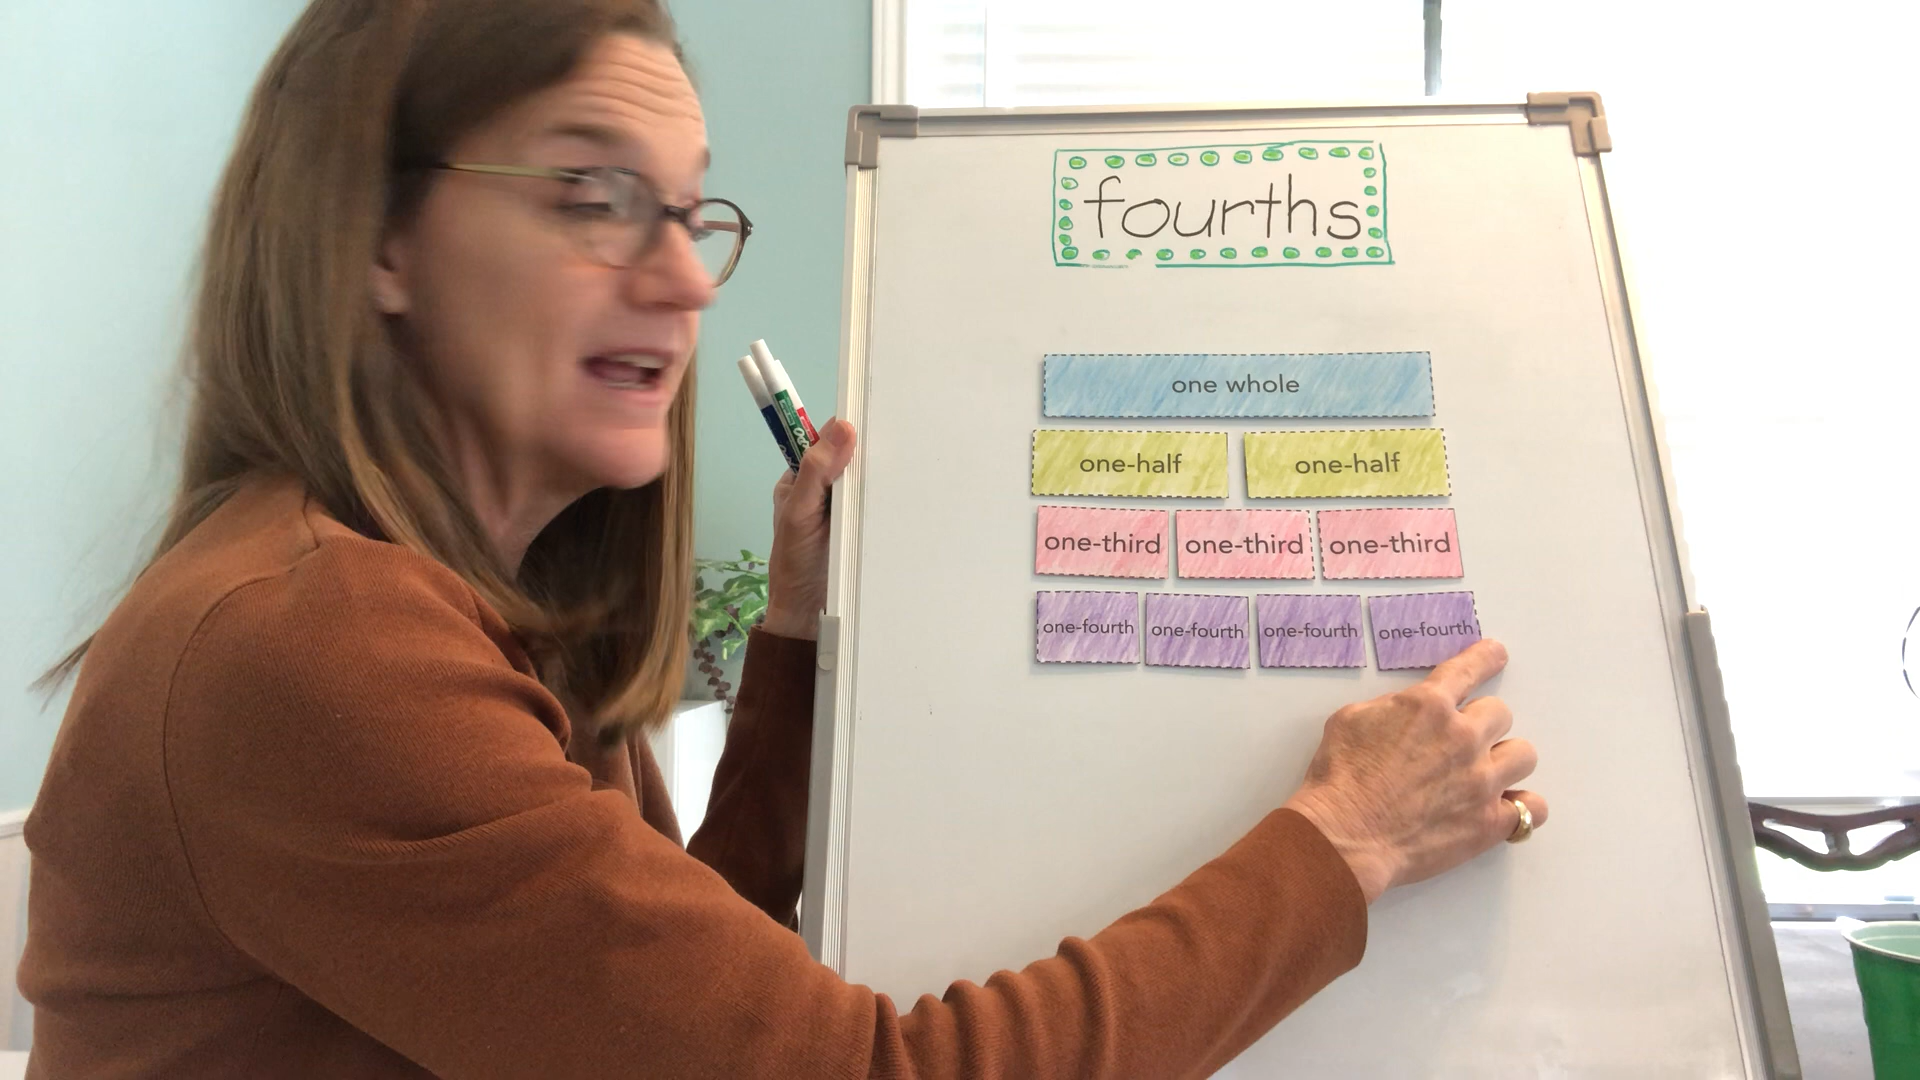 fourths
one whole
one-half one-half
one-third one-third one-third
one-fourth one-fourth one-fourth one-fourth